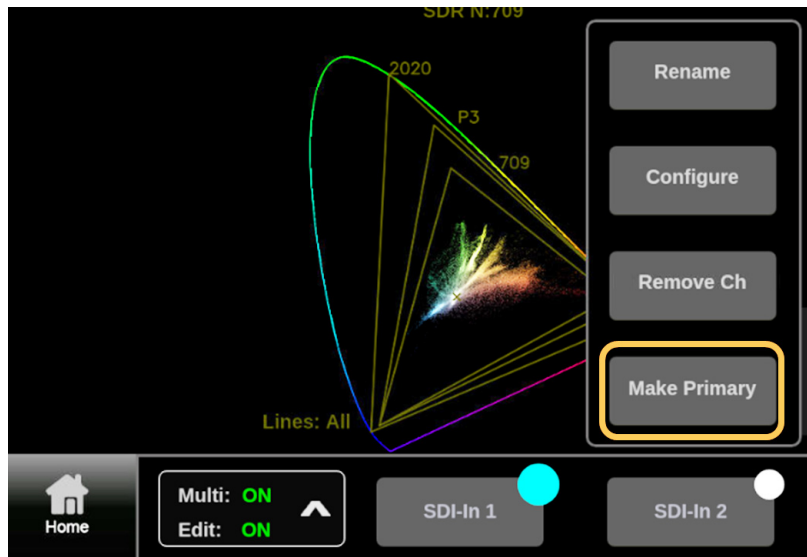 SDR N:709
2020
P3
709
Lines: All
Rename
Configure
Remove Ch
Make Primary
Home
Multi: ON
Edit: ON
SDI-In 1
SDI-In 2